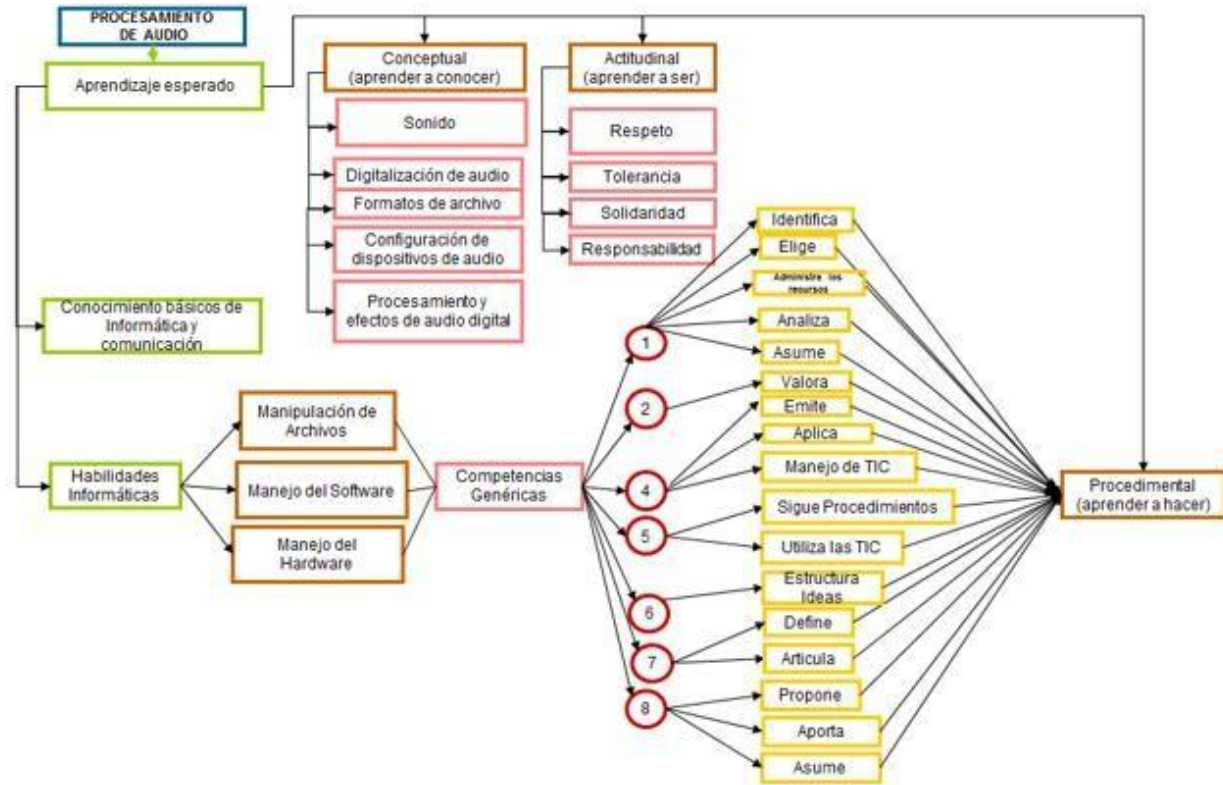 PROCESAMIENTO
DE AUDIO
Aprendizaje esperado
Conceptual
(aprender a conocer)
Actitudinal
(aprender a ser)
Sonido
Digitalización de audio
Formatos de archivo
Configuración de
dispositivos de audio
Procesamiento y
efectos de audio digital
Respeto
Tolerancia
Solidaridad
Responsabilidad
Conocimiento básicos de
Informática y
comunicación
Habilidades
Informáticas
Manipulación de
Archivos
Manejo del Software
Manejo del
Hardware
Competencias
Genéricas
1
2
4
5
6
7
8
Identifica
Elige
Administre los
recursos
Analiza
Asume
Valora
Emite
Aplica
Manejo de TIC
Sigue Procedimientos
Utiliza las TIC
Estructura
Ideas
Define
Articula
Propone
Aporta
Asume
Procedimental
(aprender a hacer)